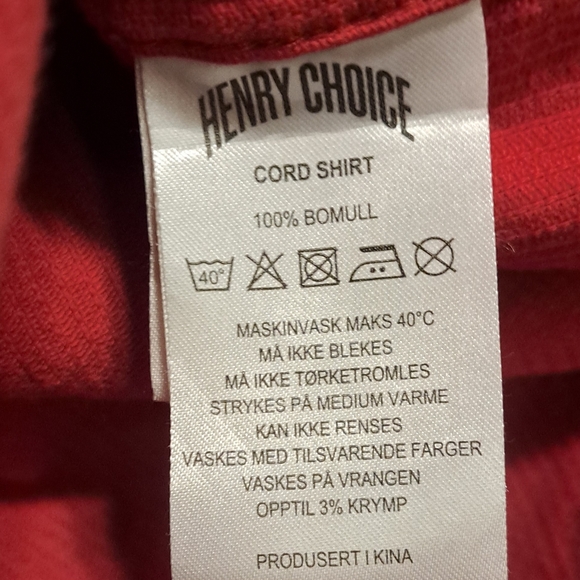 HENRY CHOICE
CORD SHIRT
100% BOMULL
40°
MASKINVASK MAKS 40°C
MÅ IKKE BLEKES
MÅ IKKE TØRKETROMLES
STRYKES PÅ MEDIUM VARME
KAN IKKE RENSES
VASKES MED TILSVARENDE FARGER
VASKES PÅ VRANGEN
OPPTIL 3% KRYMP
PRODUSERT I KINA